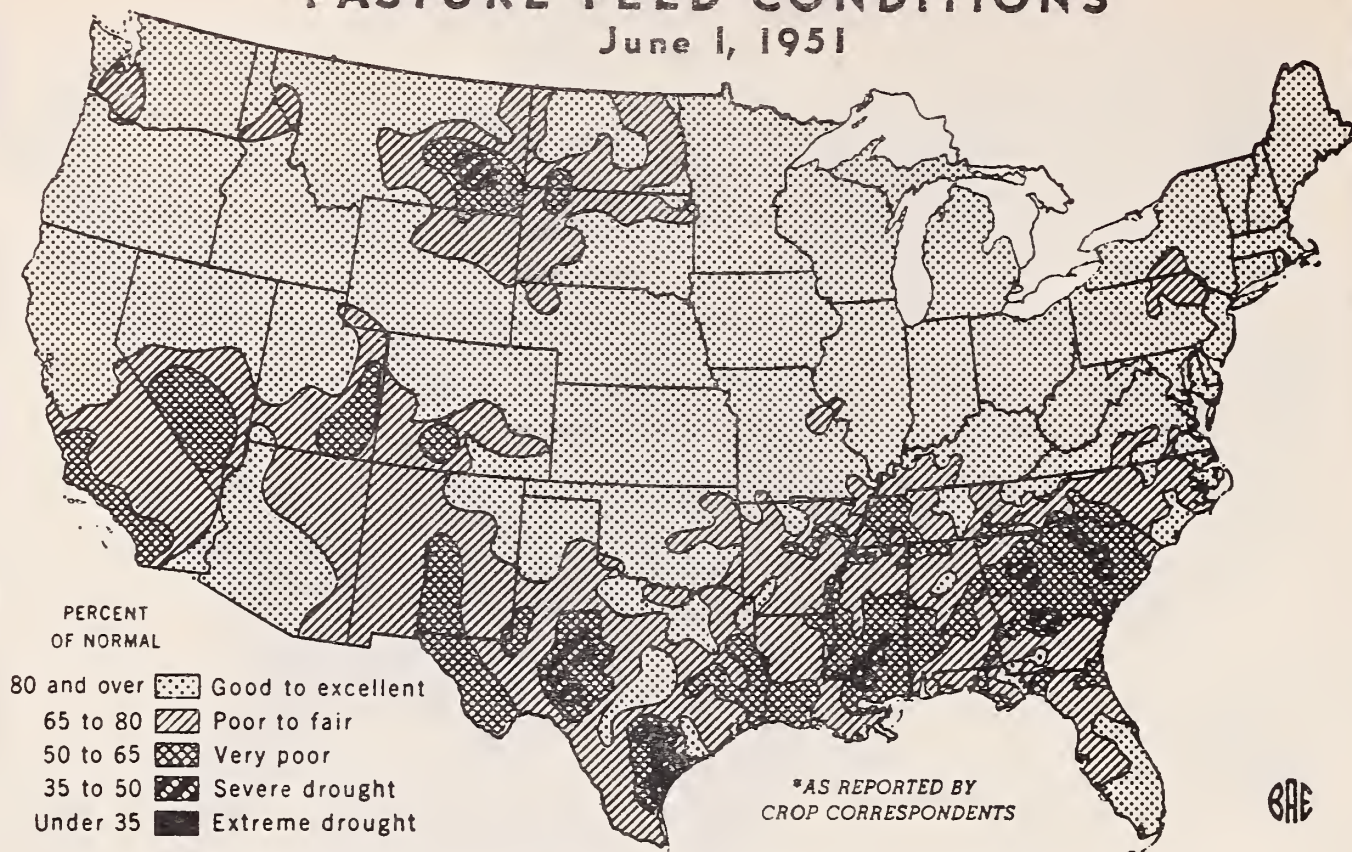 PASTURE FEED CONDITIONS
June 1, 1951
PERCENT
OF NORMAL
80 and over Good to excellent
65 to 80 Poor to fair
50 to 65 Very poor
35 to 50 Severe drought
Under 35 Extreme drought
*AS REPORTED BY
CROP CORRESPONDENTS
BAE